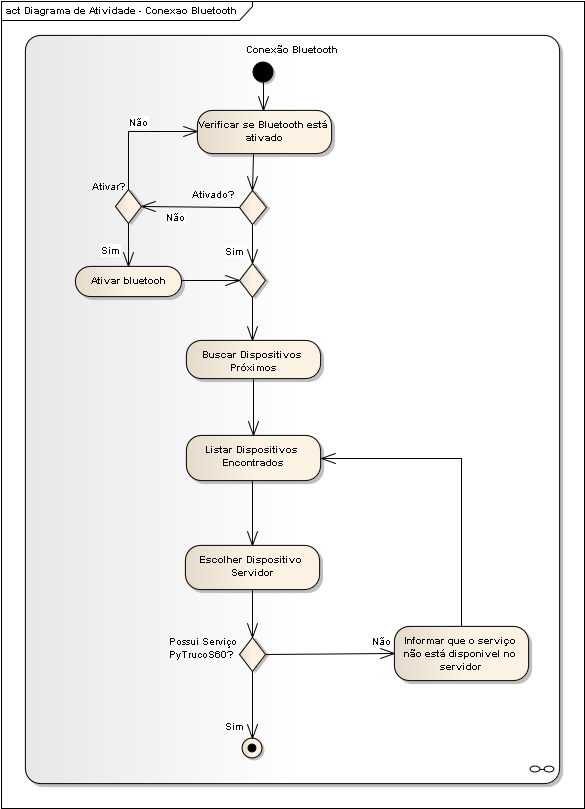 act Diagrama de Atividade - Conexao Bluetooth
Conexão Bluetooth
Verificar se Bluetooth está
ativado
Não
Ativar?
Ativado?
Não
Sim
Sim
Ativar bluetooh
Buscar Dispositivos
Próximos
Listar Dispositivos
Encontrados
Escolher Dispositivo
Servidor
Possui Serviço
PyTrucoS60?
Não
Informar que o serviço
não está disponivel no
servidor
Sim